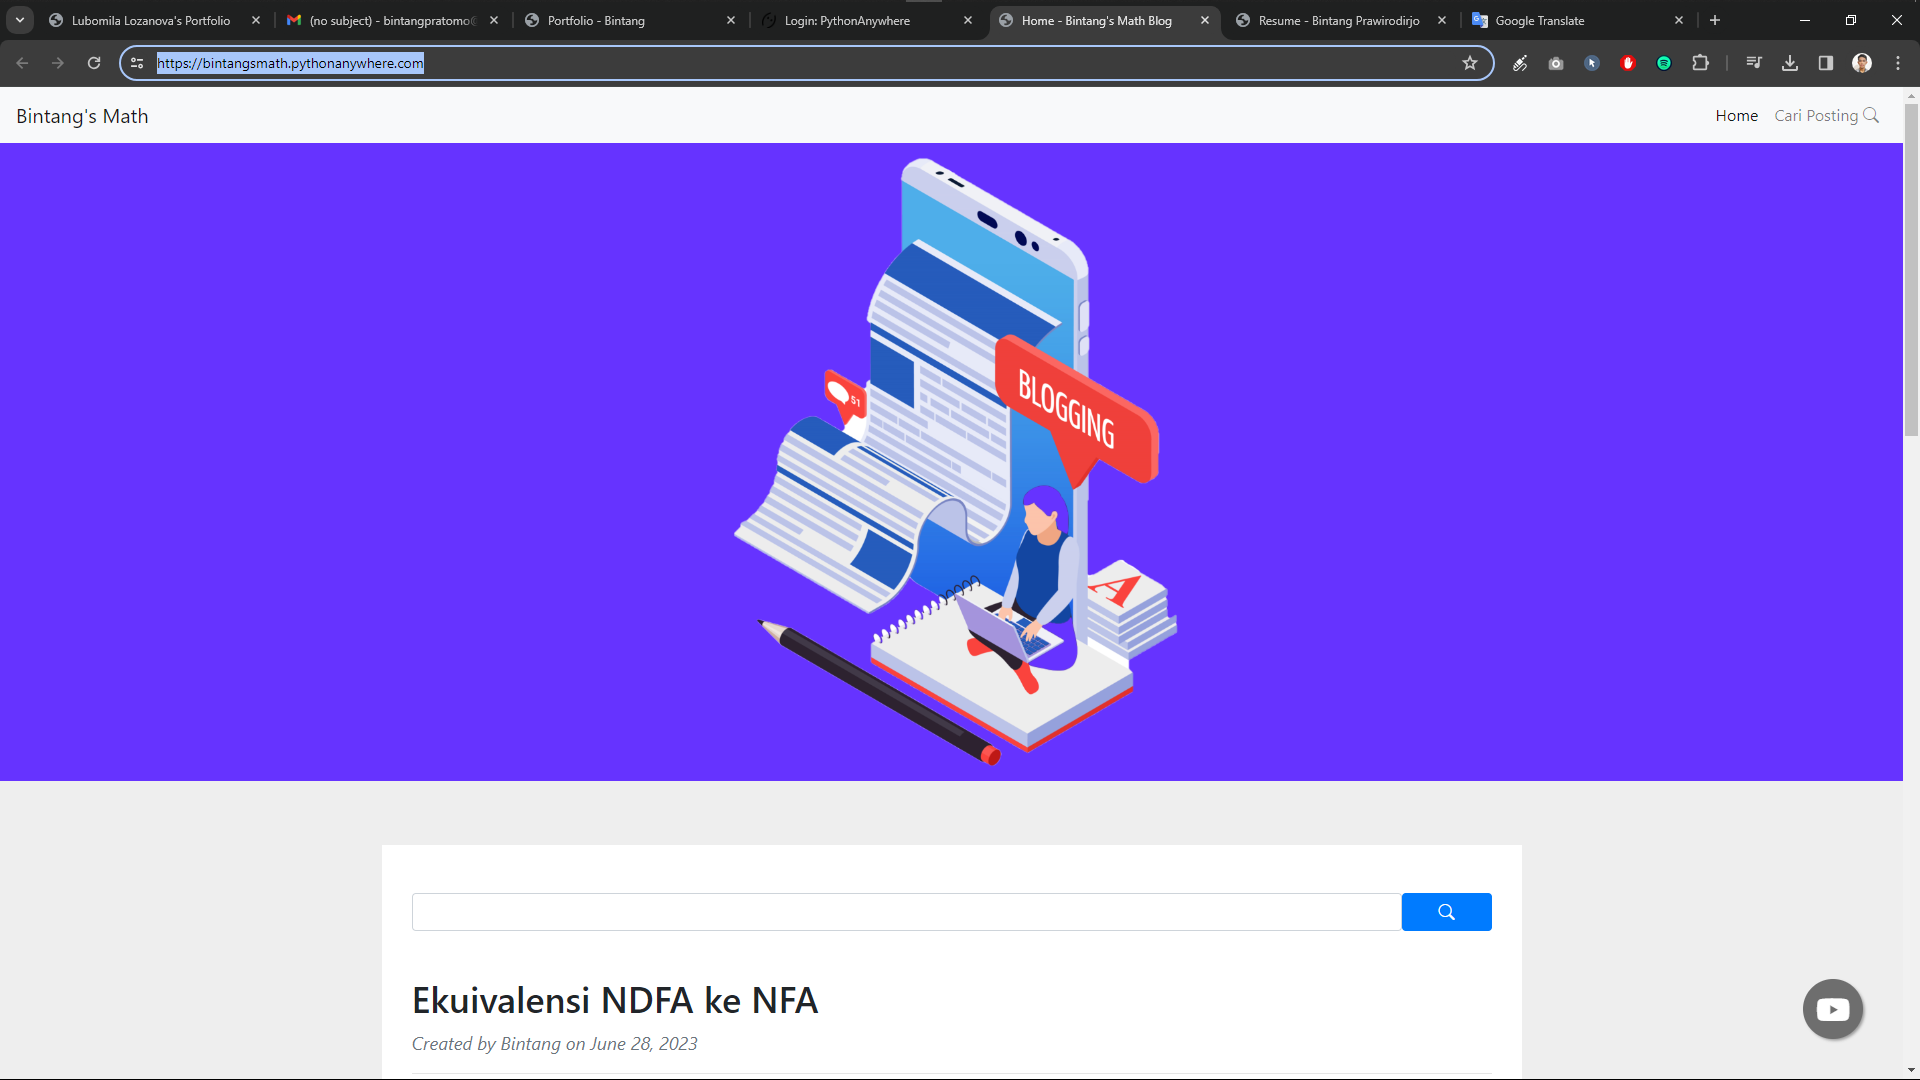 Lubomila Lozanova's Portfolio
(no subject) - bintangpratomo@
Portfolio - Bintang
Login: PythonAnywhere
Home - Bintang's Math Blog
Resume - Bintang Prawirodirjo
Google Translate
https://bintangsmath.pythonanywhere.com
Bintang's Math
Home
Cari Posting
51
BLOGGING
A
Ekuivalensi NDFA ke NFA
Created by Bintang on June 28, 2023